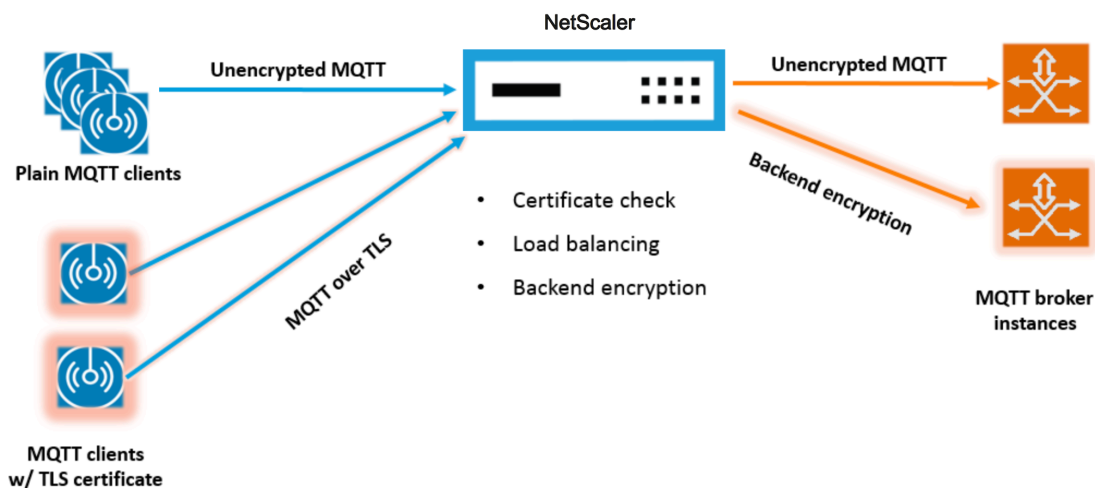 NetScaler
Unencrypted MQTT
Unencrypted MQTT
Plain MQTT clients
Backend encryption
MQTT over TLS
• Certificate check
• Load balancing
• Backend encryption
MQTT broker
instances
MQTT clients
w/ TLS certificate